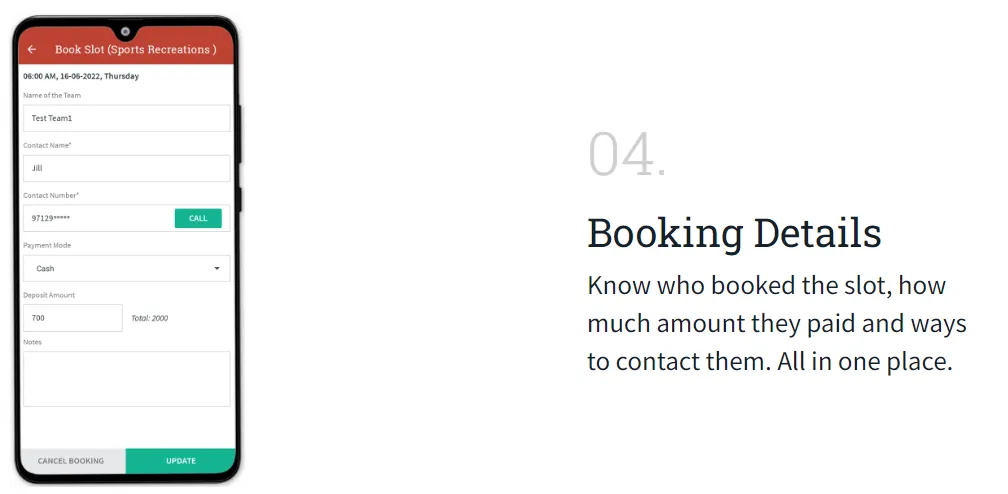 Book Slot (Sports Recreations )
06:00 AM, 16-06-2022, Thursday
Name of the Team
Test Team1
Contact Name*
Jill
Contact Number*
97129*****
CALL
Payment Mode
Cash
Deposit Amount
700
Total: 2000
Notes
CANCEL BOOKING
UPDATE
04.
Booking Details
Know who booked the slot, how
much amount they paid and ways
to contact them. All in one place.